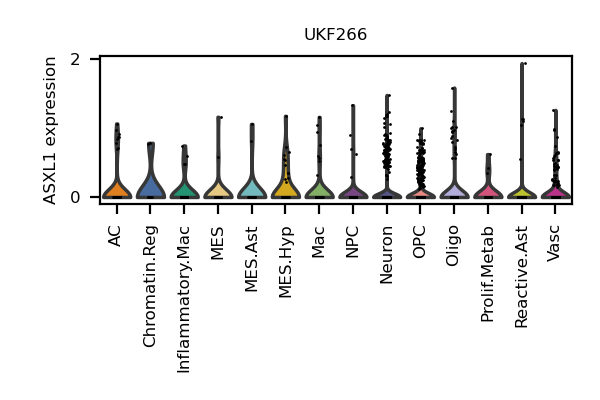 UKF266
ASXL1 expression
2
0
AC
Chromatin.Reg
Inflammatory.Mac
MES
MES.Ast
MES.Hyp
Mac
NPC
Neuron
OPC
Oligo
Prolif.Metab
Reactive.Ast
Vasc